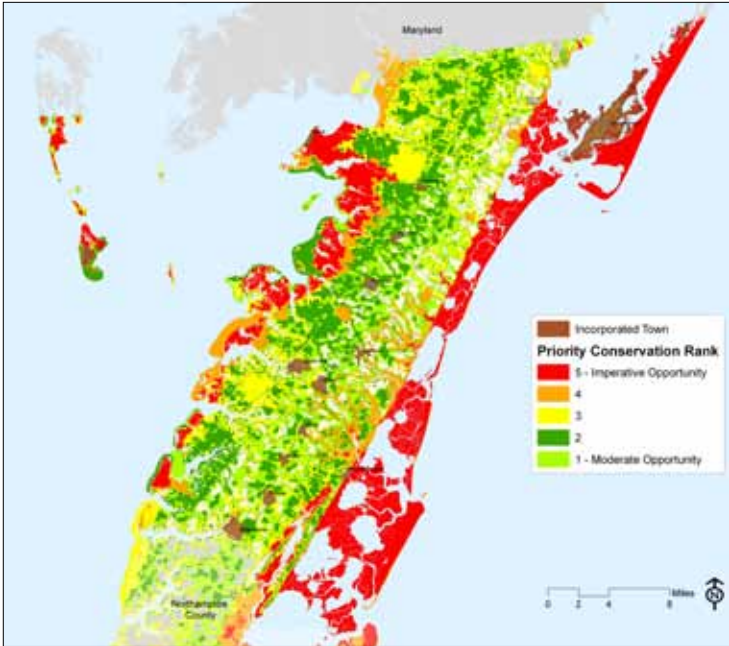 Maryland
Incorporated Town
Priority Conservation Rank
5 - Imperative Opportunity
4
3
2
1 - Moderate Opportunity
Miles
0 2 4 8
N
Northampton
County